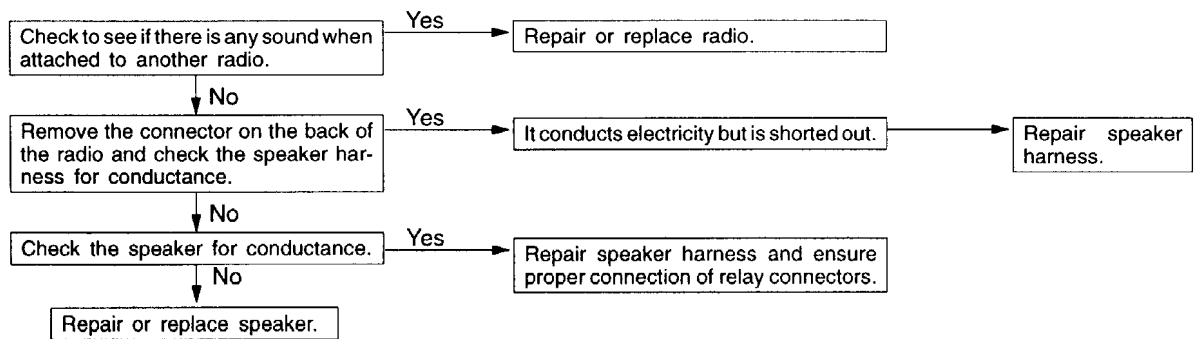 Check to see if there is any sound when
attached to another radio.
Yes
Repair or replace radio.
No
Remove the connector on the back of
the radio and check the speaker har-
ness for conductance.
Yes
It conducts electricity but is shorted out.
Repair speaker
harness.
No
Check the speaker for conductance.
Yes
Repair speaker harness and ensure
proper connection of relay connectors.
No
Repair or replace speaker.